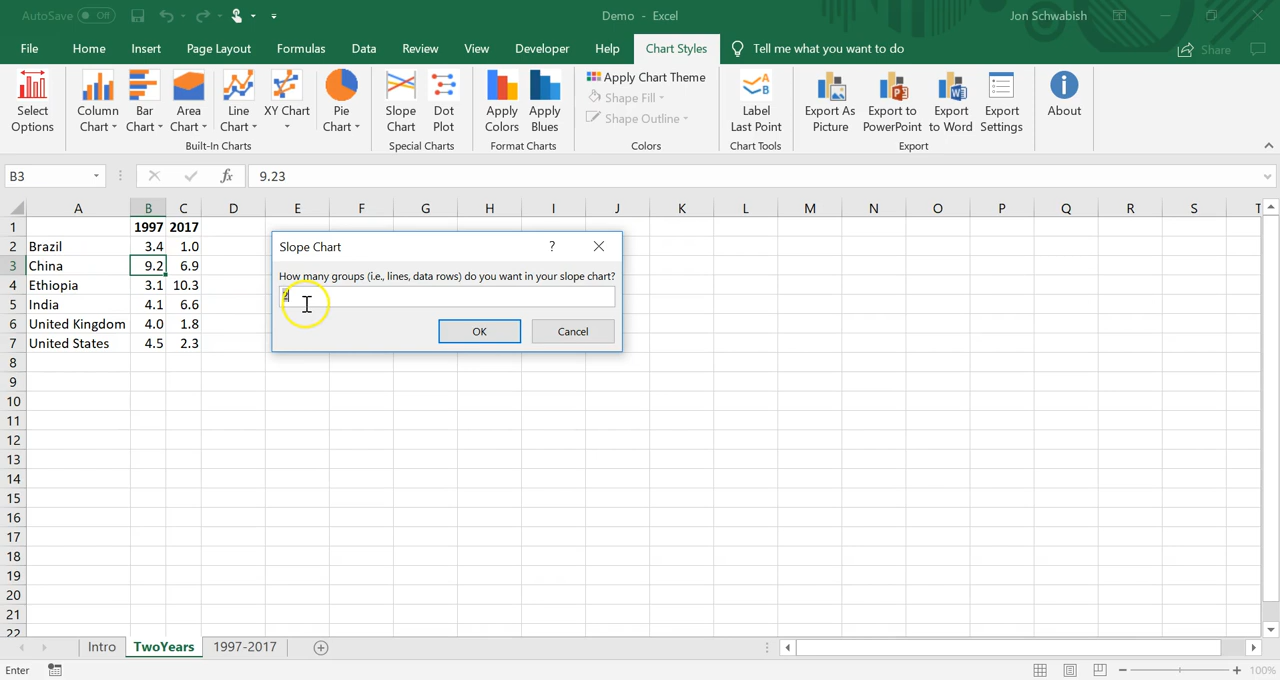 AutoSave Off
Demo - Excel
Jon Schwabish
File Home Insert Page Layout Formulas Data Review View Developer Help Chart Styles Tell me what you want to do
Share
Select Options
Column Chart
Bar Chart
Area Chart
Line Chart
XY Chart
Pie Chart
Slope Chart
Dot Plot
Apply Colors
Apply Blues
Apply Chart Theme
Shape Fill
Shape Outline
Label Last Point
Export As Picture
Export to PowerPoint
Export to Word
Export Settings
About
Built-In Charts
Special Charts
Format Charts
Colors
Chart Tools
Export
B3
fx
9.23
A B C D E F G H I J K L M N O P Q R S T
1 1997 2017
2 Brazil 3.4 1.0
3 China 9.2 6.9
4 Ethiopia 3.1 10.3
5 India 4.1 6.6
6 United Kingdom 4.0 1.8
7 United States 4.5 2.3
8
9
10
11
12
13
14
15
16
17
18
19
20
21
22
Slope Chart
?
How many groups (i.e., lines, data rows) do you want in your slope chart?
OK
Cancel
Intro TwoYears 1997-2017
Enter
100%